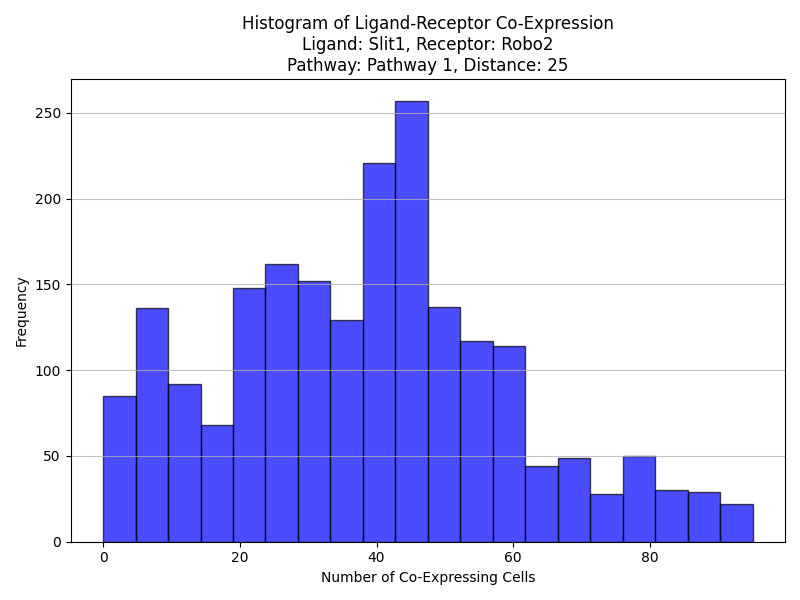 Histogram of Ligand-Receptor Co-Expression
Ligand: Slit1, Receptor: Robo2
Pathway: Pathway 1, Distance: 25
250
200
150
100
50
0
Frequency
0 20 40 60 80
Number of Co-Expressing Cells